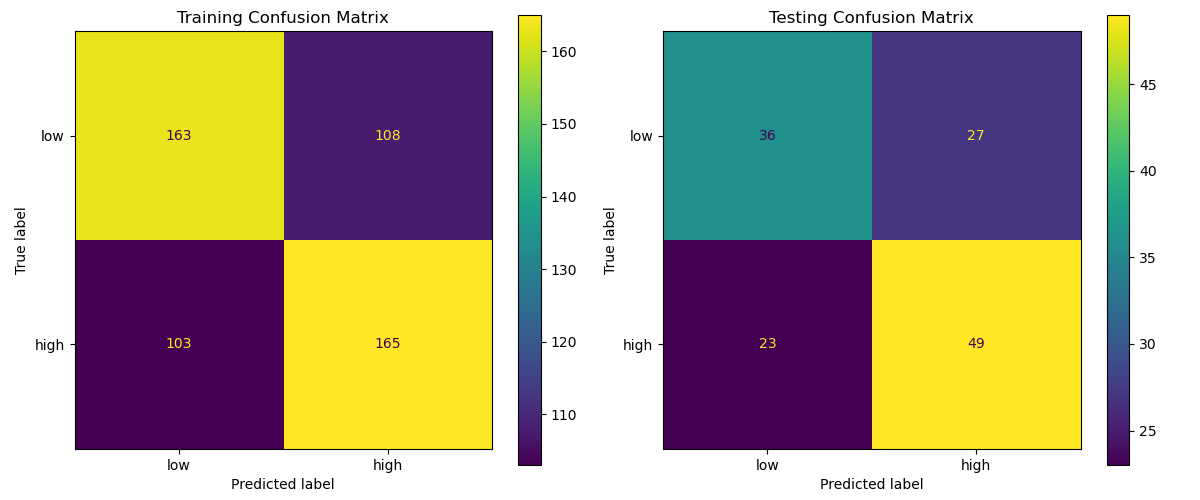 Training Confusion Matrix
True label
low
high
163
108
103
165
low
high
Predicted label
160
150
140
130
120
110
Testing Confusion Matrix
True label
low
high
36
27
23
49
low
high
Predicted label
45
40
35
30
25